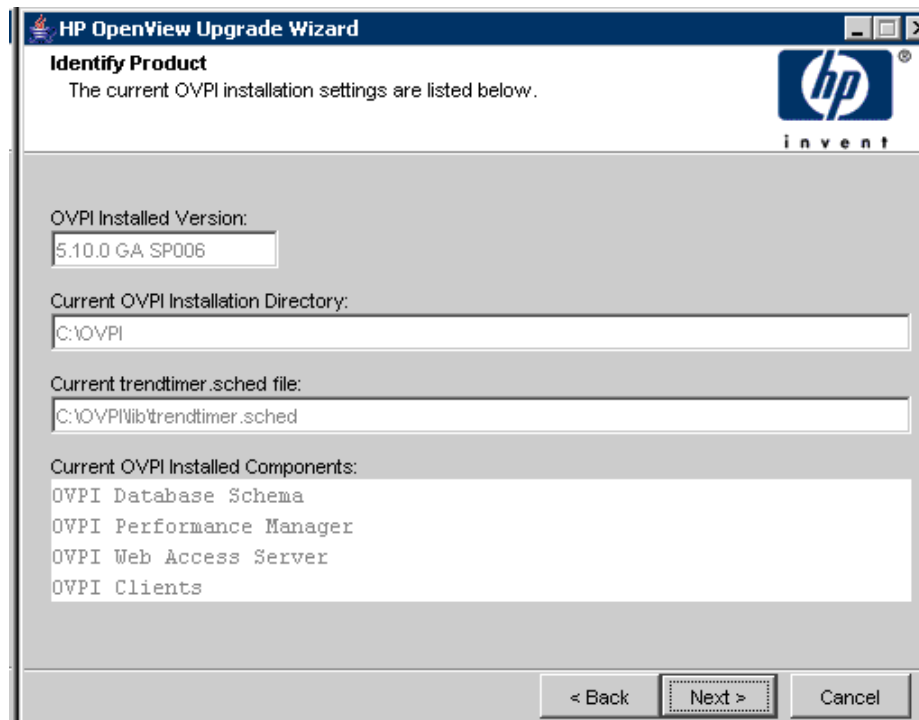 HP OpenView Upgrade Wizard
Identify Product
The current OVPI installation settings are listed below.
hp
®
invent
OVPI Installed Version:
5.10.0 GA SP006
Current OVPI Installation Directory:
C:\OVPI
Current trendtimer.sched file:
C:\OVPI\lib\trendtimer.sched
Current OVPI Installed Components:
OVPI Database Schema
OVPI Performance Manager
OVPI Web Access Server
OVPI Clients
< Back
Next >
Cancel